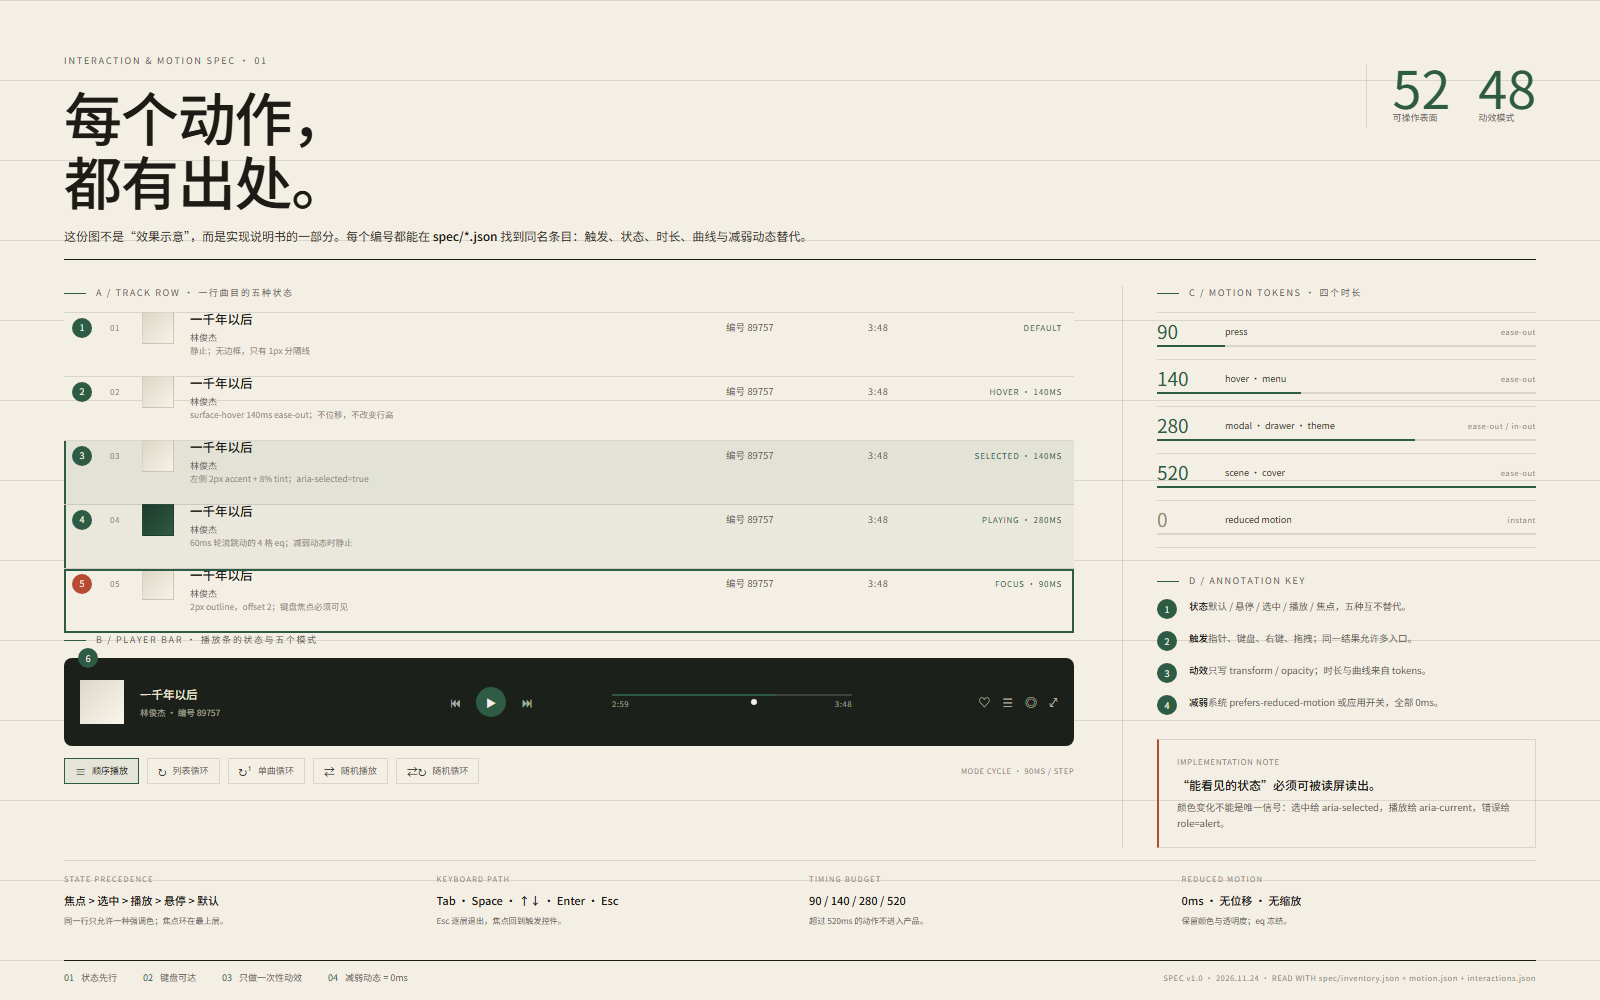 INTERACTION & MOTION SPEC · 01
每个动作，
都有出处。
52 48
可操作表面 动效模式
这份图不是“效果示意”，而是实现说明书的一部分。每个编号都能在 spec/*.json 找到同名条目：触发、状态、时长、曲线与减弱动态替代。
A / TRACK ROW · 一行曲目的五种状态
1 01 一千年以后 编号 89757 3:48 DEFAULT
林俊杰
静止；无边框，只有 1px 分隔线
2 02 一千年以后 编号 89757 3:48 HOVER · 140MS
林俊杰
surface-hover 140ms ease-out；不位移，不改变行高
3 03 一千年以后 编号 89757 3:48 SELECTED · 140MS
林俊杰
左侧 2px accent + 8% tint；aria-selected=true
4 04 一千年以后 编号 89757 3:48 PLAYING · 280MS
林俊杰
60ms 轮流跳动的 4 格 eq；减弱动态时静止
5 05 一千年以后 编号 89757 3:48 FOCUS · 90MS
林俊杰
2px outline，offset 2；键盘焦点必须可见
B / PLAYER BAR · 播放条的状态与五个模式
6
一千年以后
林俊杰 · 编号 89757
2:59 3:48
顺序播放 列表循环 1 单曲循环 随机播放 随机循环
MODE CYCLE · 90MS / STEP
C / MOTION TOKENS · 四个时长
90 press ease-out
140 hover · menu ease-out
280 modal · drawer · theme ease-out / in-out
520 scene · cover ease-out
0 reduced motion instant
D / ANNOTATION KEY
1 状态默认 / 悬停 / 选中 / 播放 / 焦点，五种互不替代。
2 触发指针、键盘、右键、拖拽；同一结果允许多入口。
3 动效只写 transform / opacity；时长与曲线来自 tokens。
4 减弱系统 prefers-reduced-motion 或应用开关，全部 0ms。
IMPLEMENTATION NOTE
“能看见的状态”必须可被读屏读出。
颜色变化不能是唯一信号：选中给 aria-selected，播放给 aria-current，错误给
role=alert。
STATE PRECEDENCE
焦点 > 选中 > 播放 > 悬停 > 默认
同一行只允许一种强调色；焦点环在最上层。
KEYBOARD PATH
Tab · Space · ↑↓ · Enter · Esc
Esc 逐层退出，焦点回到触发控件。
TIMING BUDGET
90 / 140 / 280 / 520
超过 520ms 的动作不进入产品。
REDUCED MOTION
0ms · 无位移 · 无缩放
保留颜色与透明度；eq 冻结。
01 状态先行 02 键盘可达 03 只做一次性动效 04 减弱动态 = 0ms
SPEC v1.0 · 2026.11.24 · READ WITH spec/inventory.json + motion.json + interactions.json